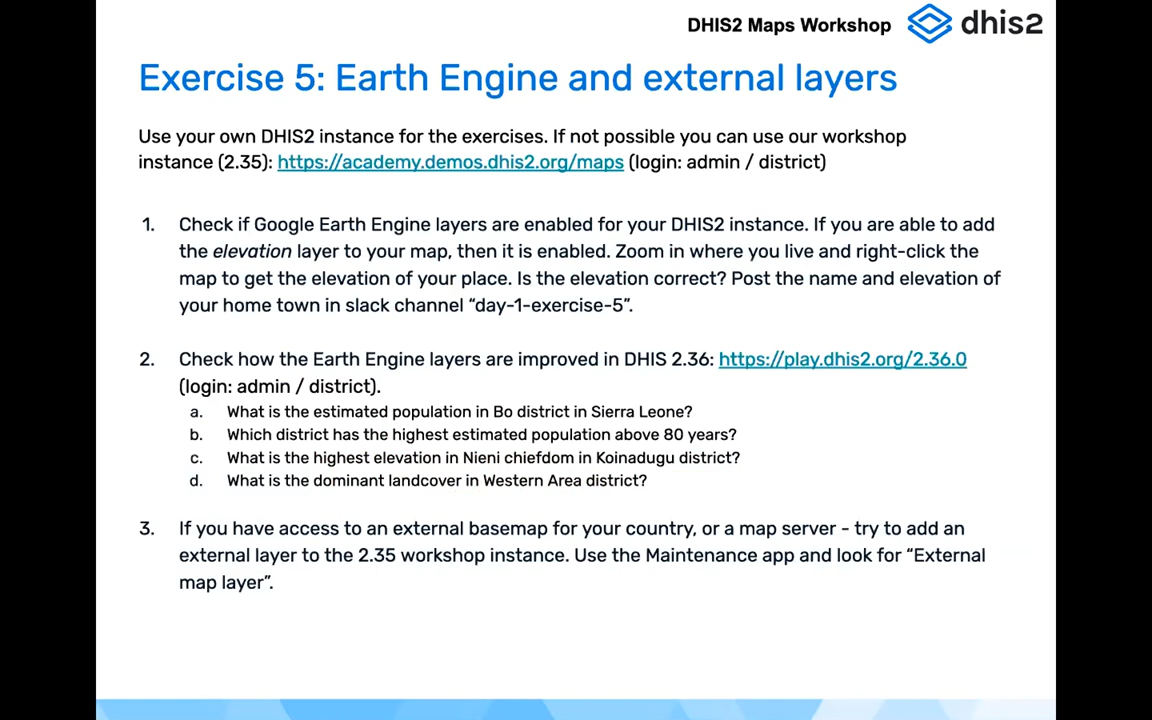 DHIS2 Maps Workshop
dhis2
Exercise 5: Earth Engine and external layers
Use your own DHIS2 instance for the exercises. If not possible you can use our workshop
instance (2.35): https://academy.demos.dhis2.org/maps (login: admin / district)
1. Check if Google Earth Engine layers are enabled for your DHIS2 instance. If you are able to add
the elevation layer to your map, then it is enabled. Zoom in where you live and right-click the
map to get the elevation of your place. Is the elevation correct? Post the name and elevation of
your home town in slack channel “day-1-exercise-5”.
2. Check how the Earth Engine layers are improved in DHIS 2.36: https://play.dhis2.org/2.36.0
(login: admin / district).
a. What is the estimated population in Bo district in Sierra Leone?
b. Which district has the highest estimated population above 80 years?
c. What is the highest elevation in Nieni chiefdom in Koinadugu district?
d. What is the dominant landcover in Western Area district?
3. If you have access to an external basemap for your country, or a map server - try to add an
external layer to the 2.35 workshop instance. Use the Maintenance app and look for “External
map layer”.